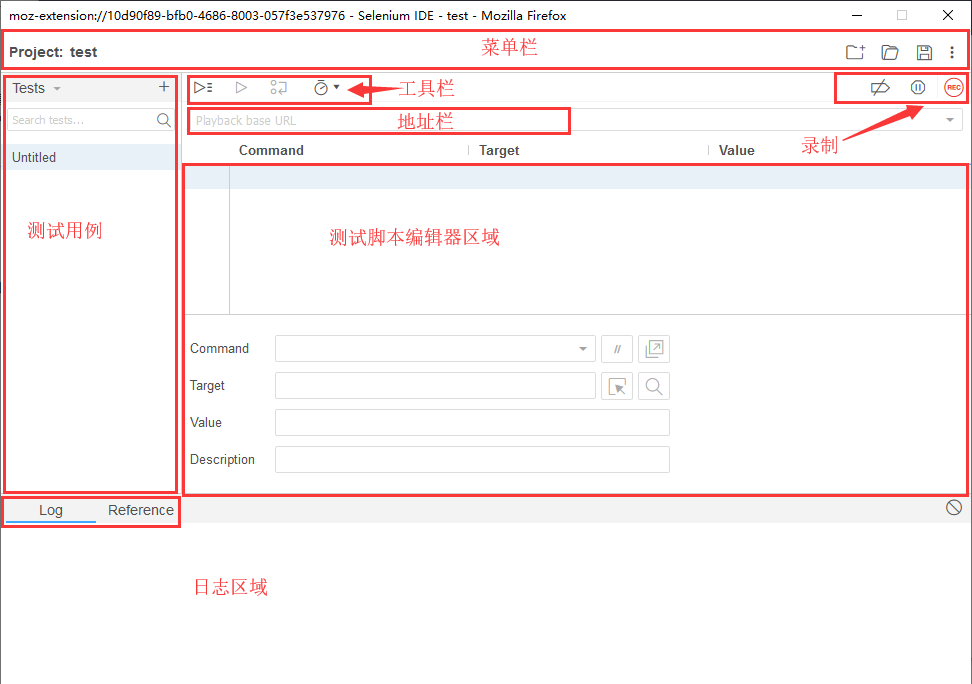 moz-extension://10d90f89-bfb0-4686-8003-057f3e537976 - Selenium IDE - test - Mozilla Firefox
Project: test
菜单栏
Tests
工具栏
REC
Search tests...
Playback base URL
地址栏
录制
Untitled
Command
Target
Value
测试用例
测试脚本编辑器区域
Command
//
Target
Value
Description
Log
Reference
日志区域